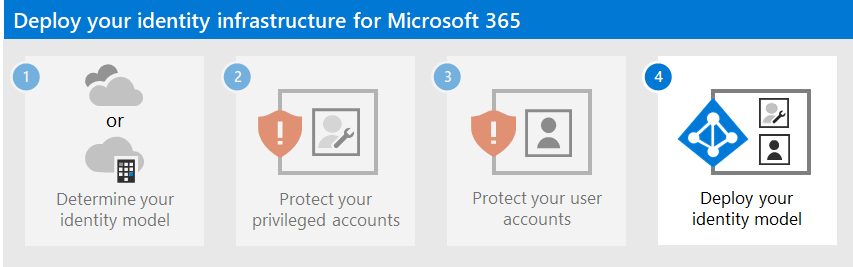 Deploy your identity infrastructure for Microsoft 365
1
or
Determine your
identity model
2
Protect your
privileged accounts
3
Protect your user
accounts
4
Deploy your
identity model